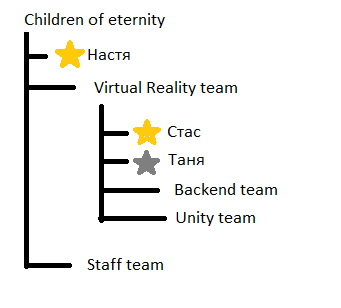 Children of eternity
Настя
Virtual Reality team
Стас
Таня
Backend team
Unity team
Staff team